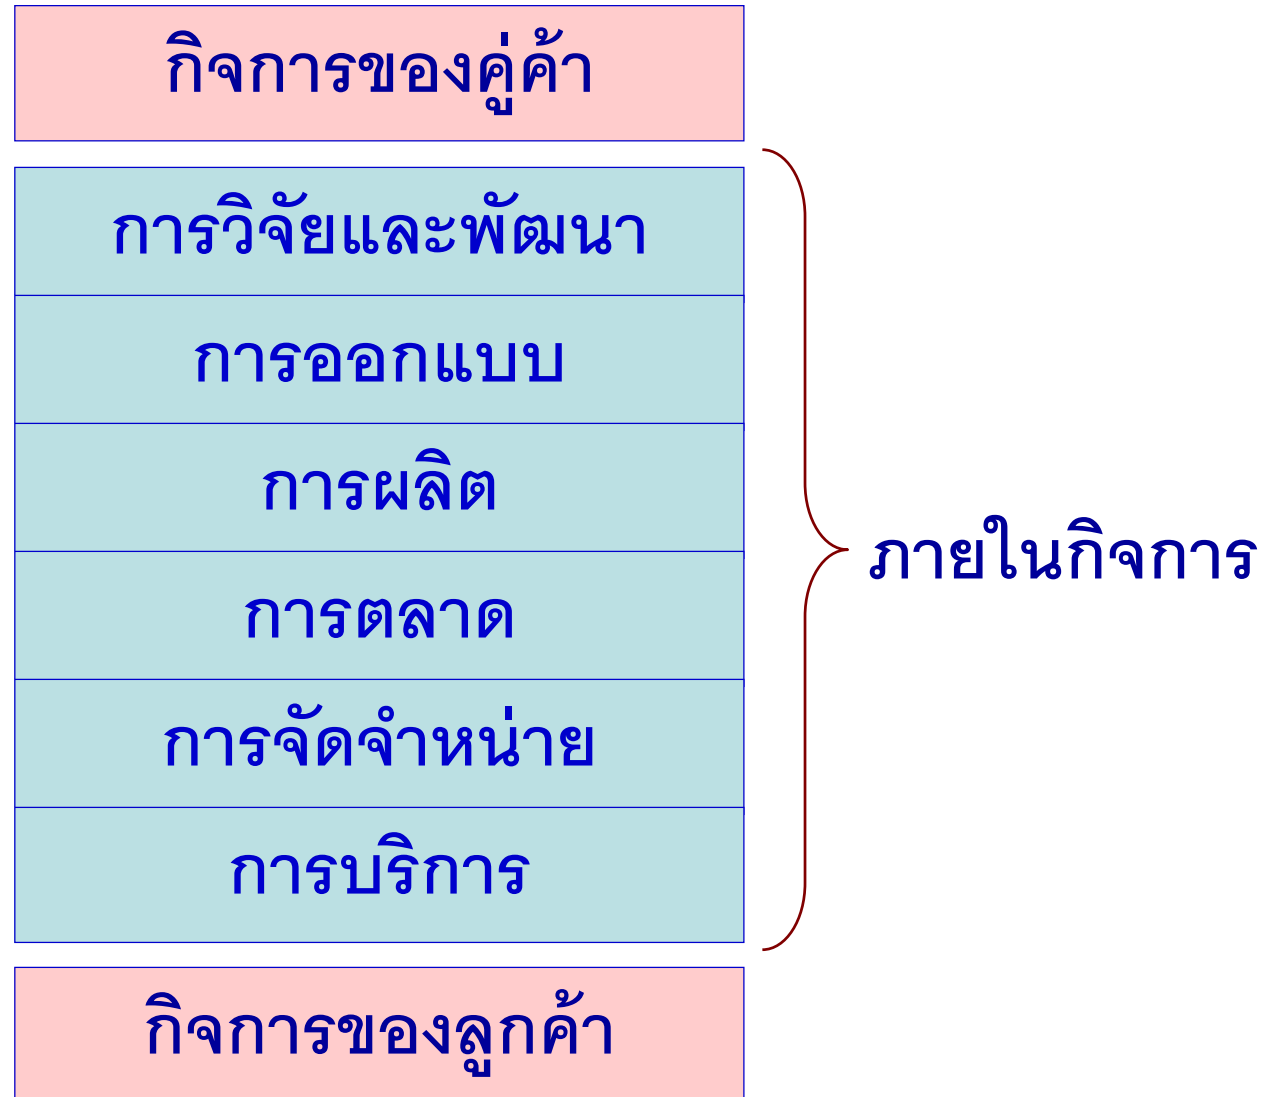 กิจการของคู่ค้า
การวิจัยและพัฒนา
การออกแบบ
การผลิต
การตลาด
การจัดจำหน่าย
การบริการ
ภายในกิจการ
กิจการของลูกค้า